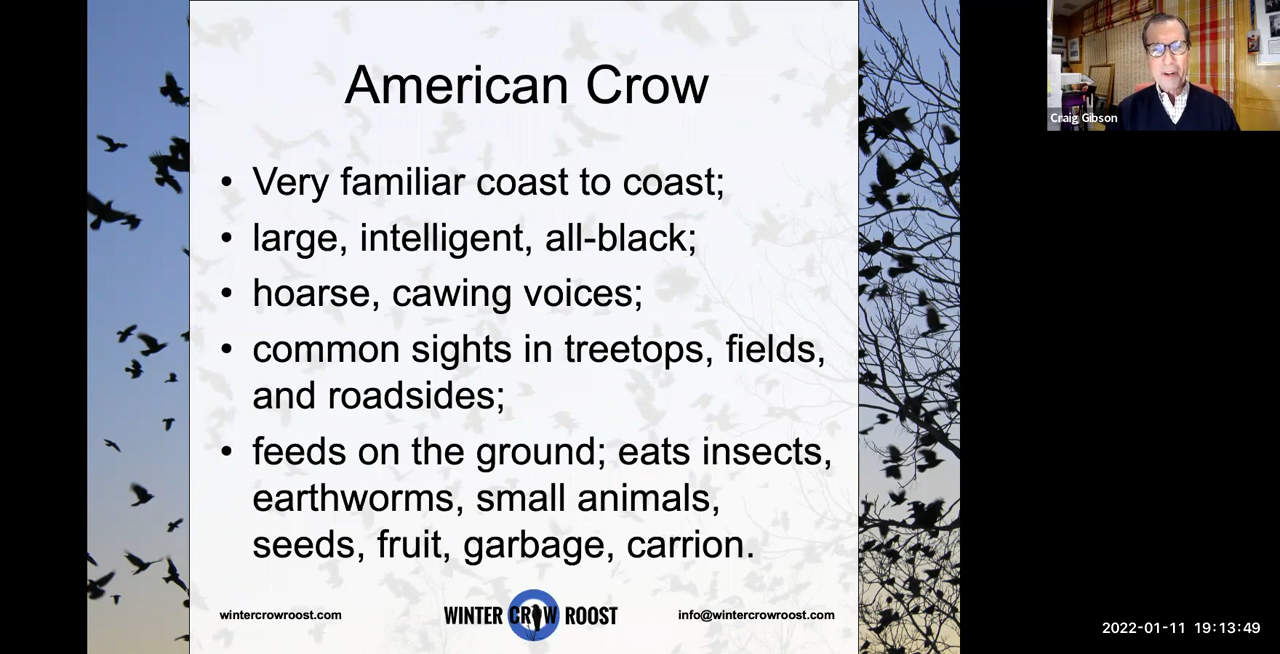 American Crow
• Very familiar coast to coast;
• large, intelligent, all-black;
• hoarse, cawing voices;
• common sights in treetops, fields,
and roadsides;
• feeds on the ground; eats insects,
earthworms, small animals,
seeds, fruit, garbage, carrion.
wintercrowroost.com
WINTER CROW ROOST
info@wintercrowroost.com
Craig Gibson
2022-01-11 19:13:49